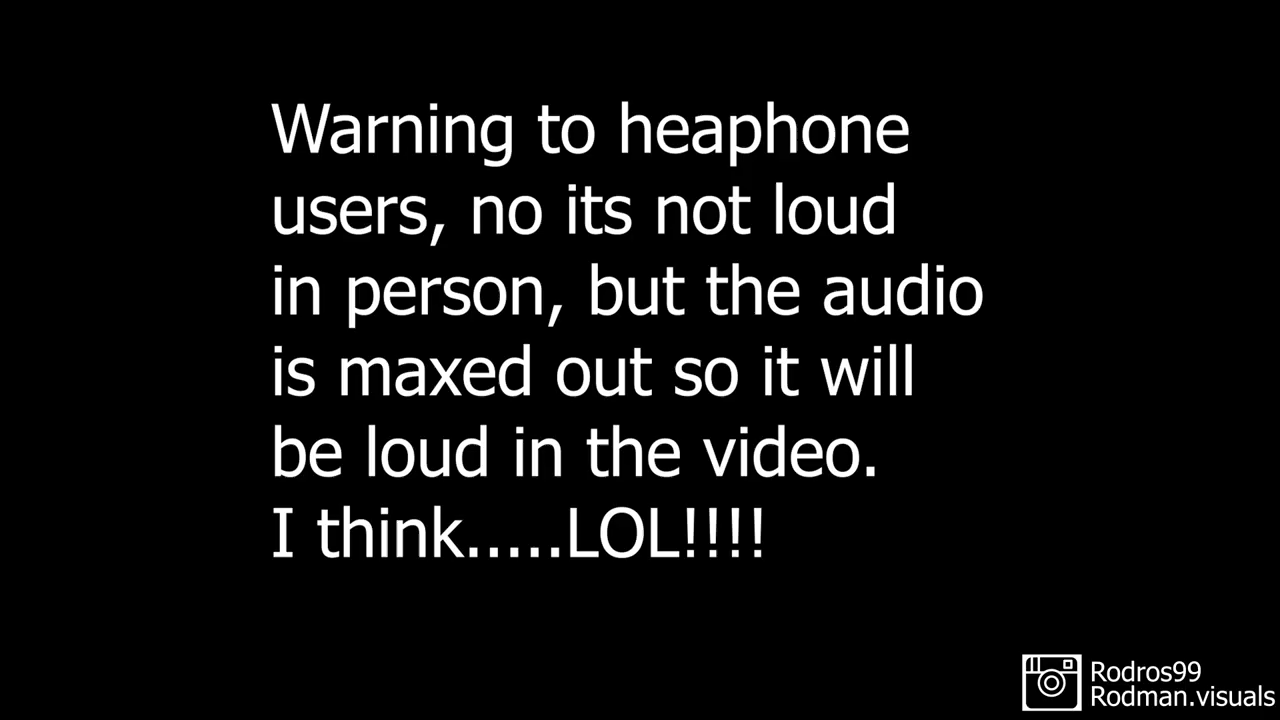 Warning to heaphone
users, no its not loud
in person, but the audio
is maxed out so it will
be loud in the video.
I think.....LOL!!!!
Rodros99
Rodman.visuals